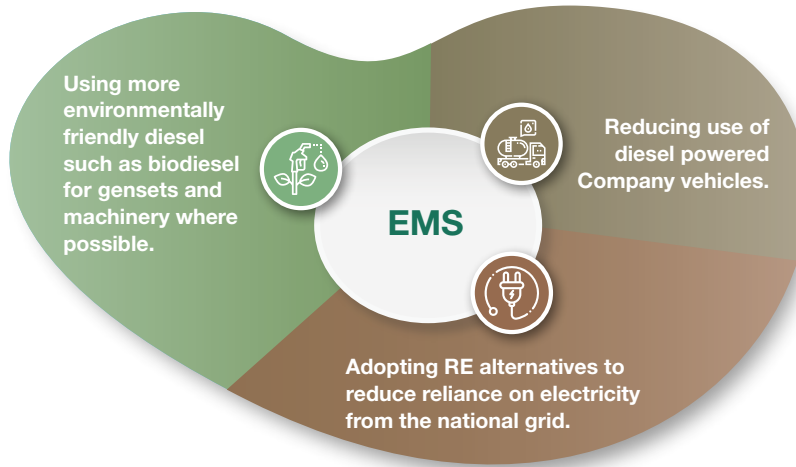 Using more
environmentally
friendly diesel
such as biodiesel
for gensets and
machinery where
possible.
Reducing use of
diesel powered
Company vehicles.
EMS
Adopting RE alternatives to
reduce reliance on electricity
from the national grid.